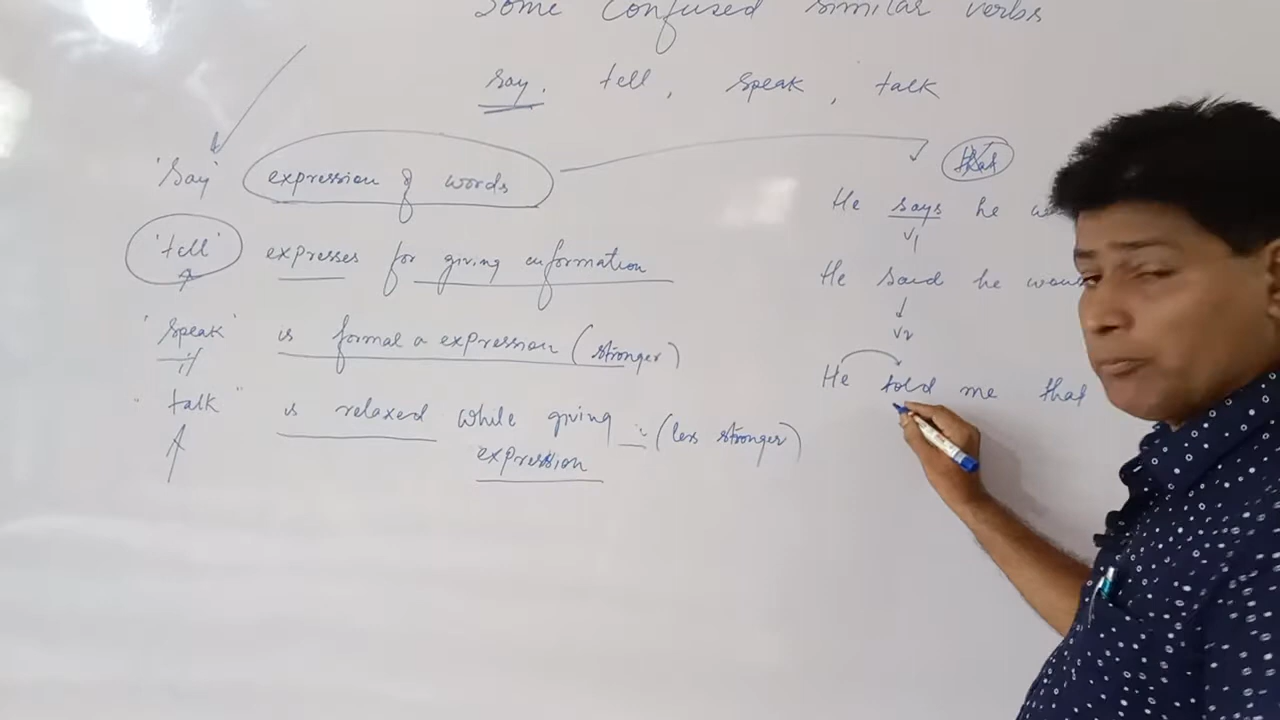 Some confused similar verbs
say, tell, speak, talk
'Say' expression of words
'tell' expresses for giving information
'speak' is formal a expression (stronger)
"talk" is relaxed while giving (less stronger)
expression
that
He says he
V1
He said he
V2
He told me that